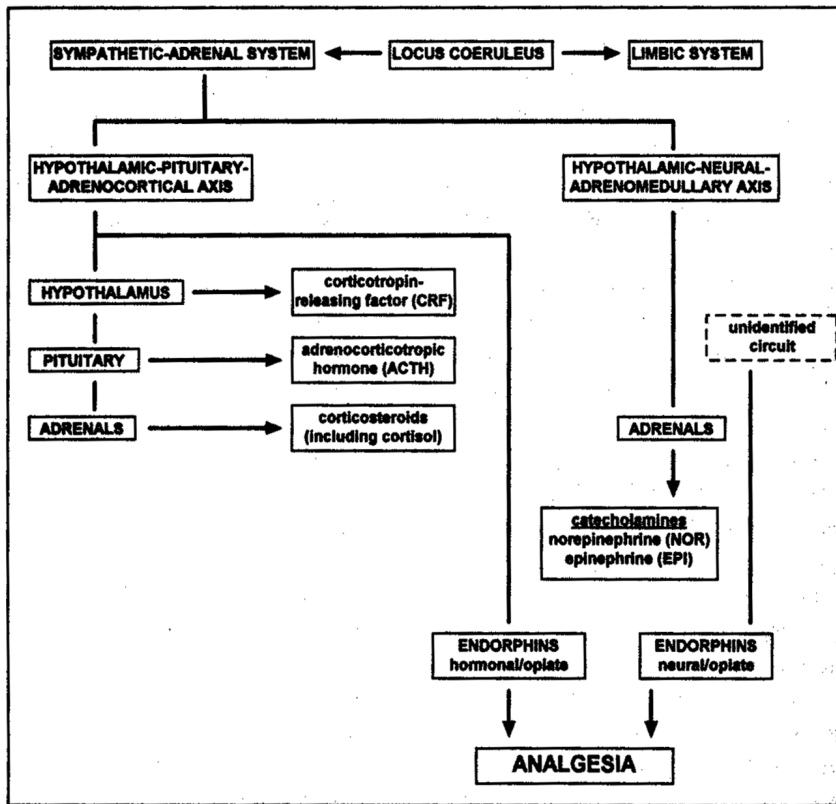 SYMPATHETIC-ADRENAL SYSTEM
LOCUS COERULEUS
LIMBIC SYSTEM
HYPOTHALAMIC-PITUITARY-
ADRENOCORTICAL AXIS
HYPOTHALAMIC-NEURAL-
ADRENOMEDULLARY AXIS
HYPOTHALAMUS
corticotropin-
releasing factor (CRF)
unidentified
circuit
PITUITARY
adrenocorticotropic
hormone (ACTH)
ADRENALS
corticosteroids
(including cortisol)
ADRENALS
catecholamines
norepinephrine (NOR)
epinephrine (EPI)
ENDORPHINS
hormonal/opiate
ENDORPHINS
neural/opiate
ANALGESIA